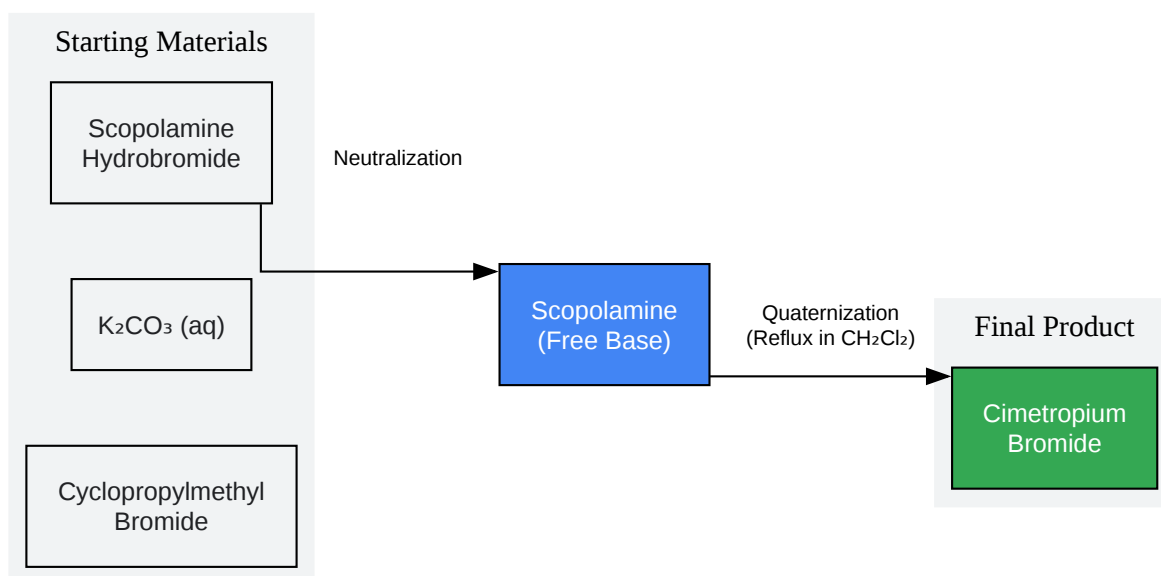 Starting Materials
Scopolamine
Hydrobromide
Neutralization
K₂CO₃ (aq)
Scopolamine
(Free Base)
Quaternization
(Reflux in CH₂Cl₂)
Final Product
Cimetropium
Bromide
Cyclopropylmethyl
Bromide